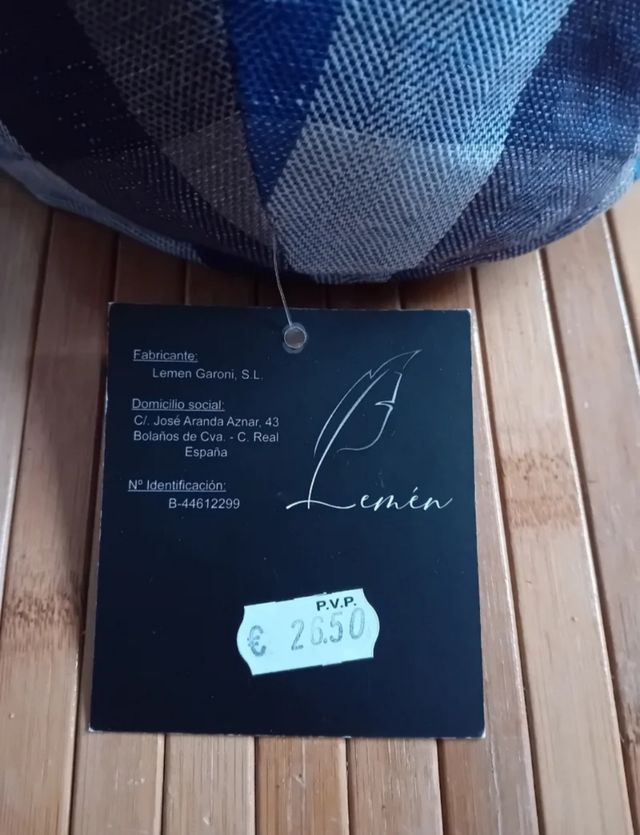 Fabricante:
Lemen Garoni, S.L.
Domicilio social:
C/. José Aranda Aznar, 43
Bolaños de Cva. - C. Real
España
Nº Identificación:
B-44612299
Lemén
P.V.P.
€ 26.50